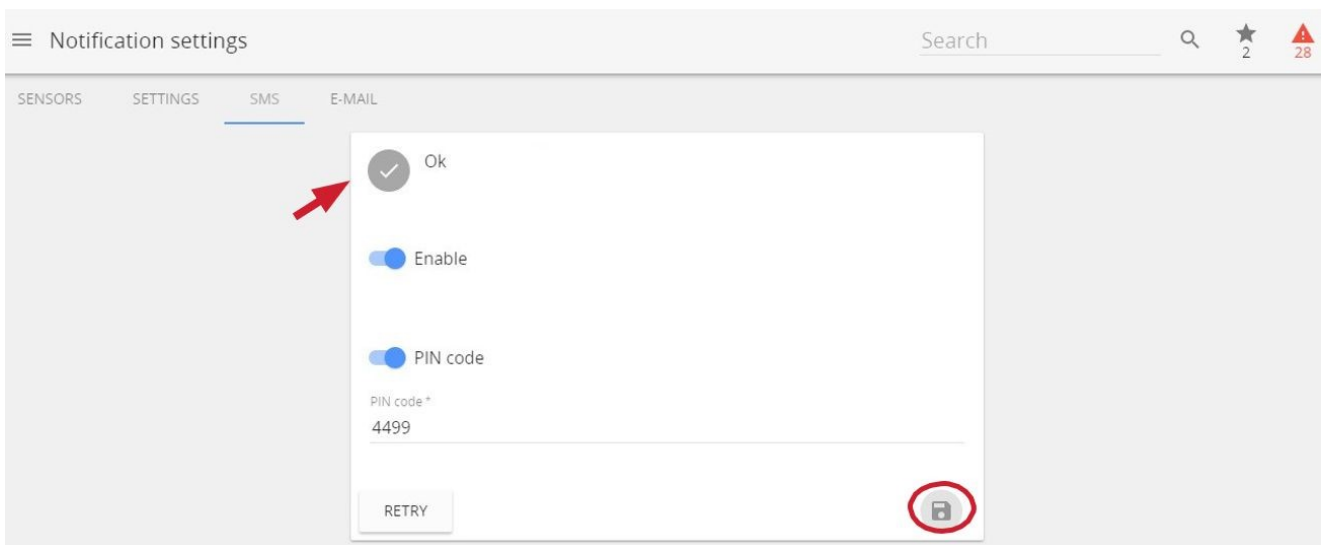 Notification settings
Search
2
28
SENSORS SETTINGS SMS E-MAIL
Ok
Enable
PIN code
PIN code *
4499
RETRY